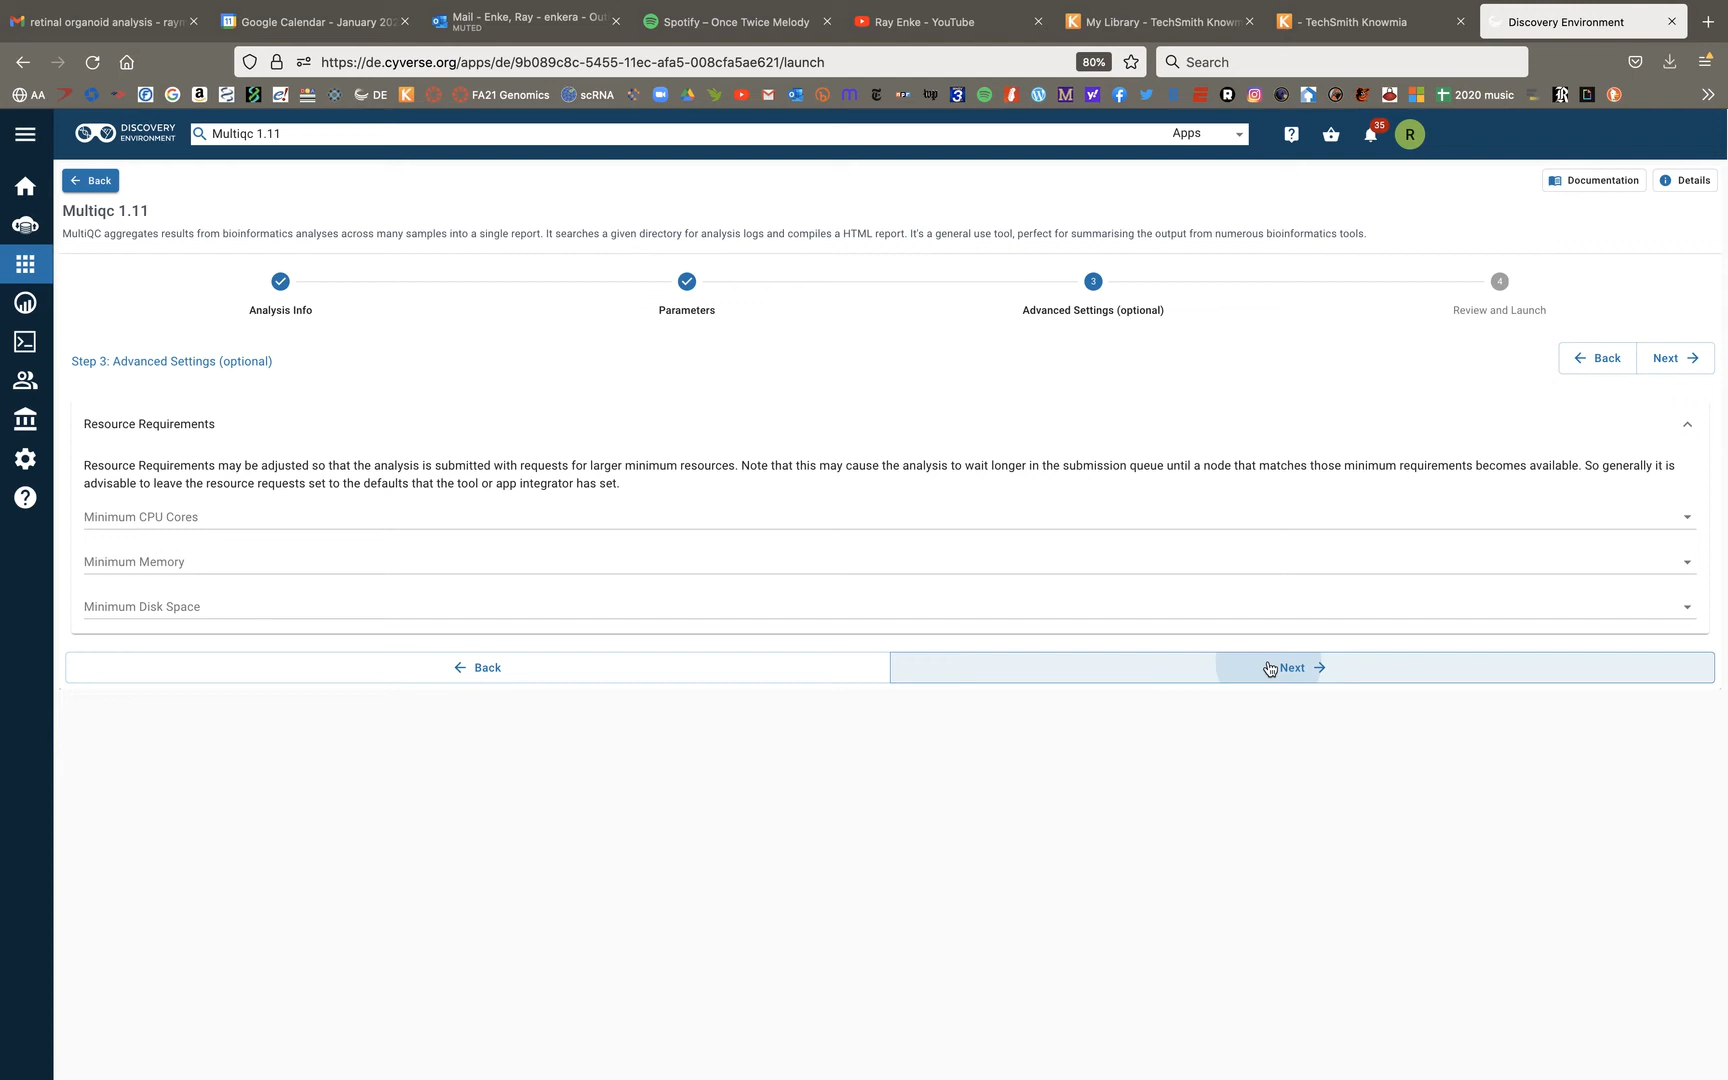 retinal organoid analysis - rayn
Google Calendar - January 202
Mail - Enke, Ray - enkera - Ou
MUTED
Spotify – Once Twice Melody
Ray Enke - YouTube
My Library - TechSmith Knowm
- TechSmith Knowmia
Discovery Environment
https://de.cyverse.org/apps/de/9b089c8c-5455-11ec-afa5-008cfa5ae621/launch
80%
Search
AA
DE
FA21 Genomics
scRNA
2020 music
DISCOVERY
ENVIRONMENT
Multiqc 1.11
Apps
35
R
Back
Documentation
Details
Multiqc 1.11
MultiQC aggregates results from bioinformatics analyses across many samples into a single report. It searches a given directory for analysis logs and compiles a HTML report. It's a general use tool, perfect for summarising the output from numerous bioinformatics tools.
3
4
Analysis Info
Parameters
Advanced Settings (optional)
Review and Launch
Step 3: Advanced Settings (optional)
Back
Next
Resource Requirements
Resource Requirements may be adjusted so that the analysis is submitted with requests for larger minimum resources. Note that this may cause the analysis to wait longer in the submission queue until a node that matches those minimum requirements becomes available. So generally it is
advisable to leave the resource requests set to the defaults that the tool or app integrator has set.
Minimum CPU Cores
Minimum Memory
Minimum Disk Space
Back
Next